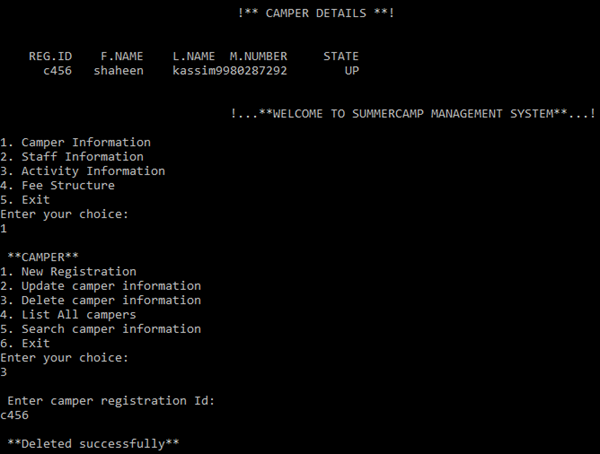 !** CAMPER DETAILS **!
REG.ID F.NAME L.NAME M.NUMBER STATE
c456 shaheen kassim9980287292 UP
!...**WELCOME TO SUMMERCAMP MANAGEMENT SYSTEM**...!
1. Camper Information
2. Staff Information
3. Activity Information
4. Fee Structure
5. Exit
Enter your choice:
1
**CAMPER**
1. New Registration
2. Update camper information
3. Delete camper information
4. List All campers
5. Search camper information
6. Exit
Enter your choice:
3
Enter camper registration Id:
c456
**Deleted successfully**